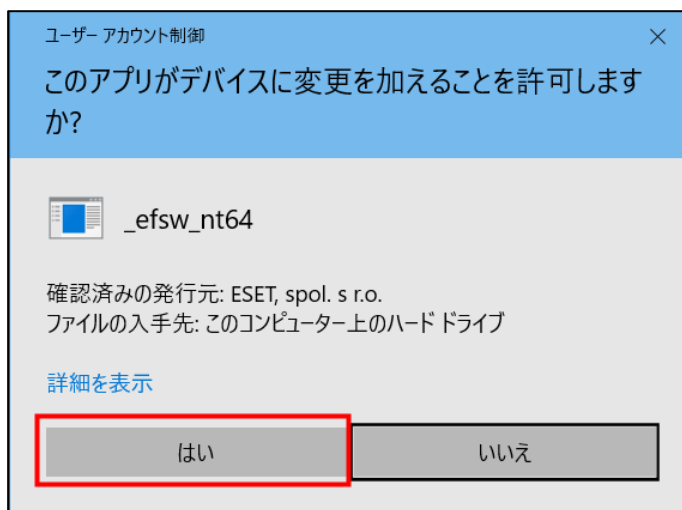 ユーザー アカウント制御
このアプリがデバイスに変更を加えることを許可します
か?
_efsw_nt64
確認済みの発行元: ESET, spol. s r.o.
ファイルの入手先: このコンピューター上のハード ドライブ
詳細を表示
はい
いいえ